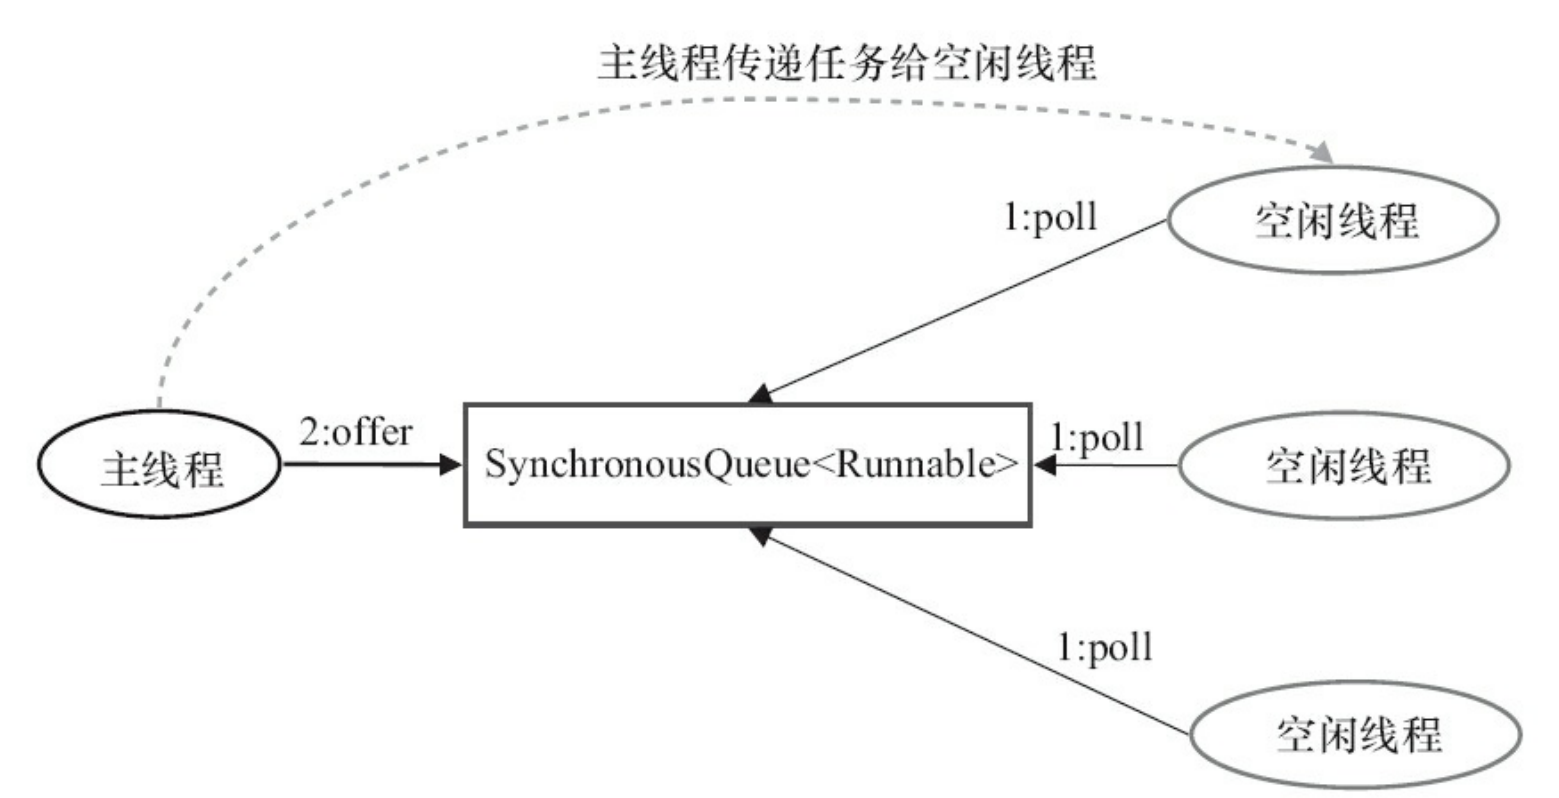 主线程传递任务给空闲线程
1:poll
空闲线程
主线程
2:offer
SynchronousQueue<Runnable>
1:poll
空闲线程
1:poll
空闲线程